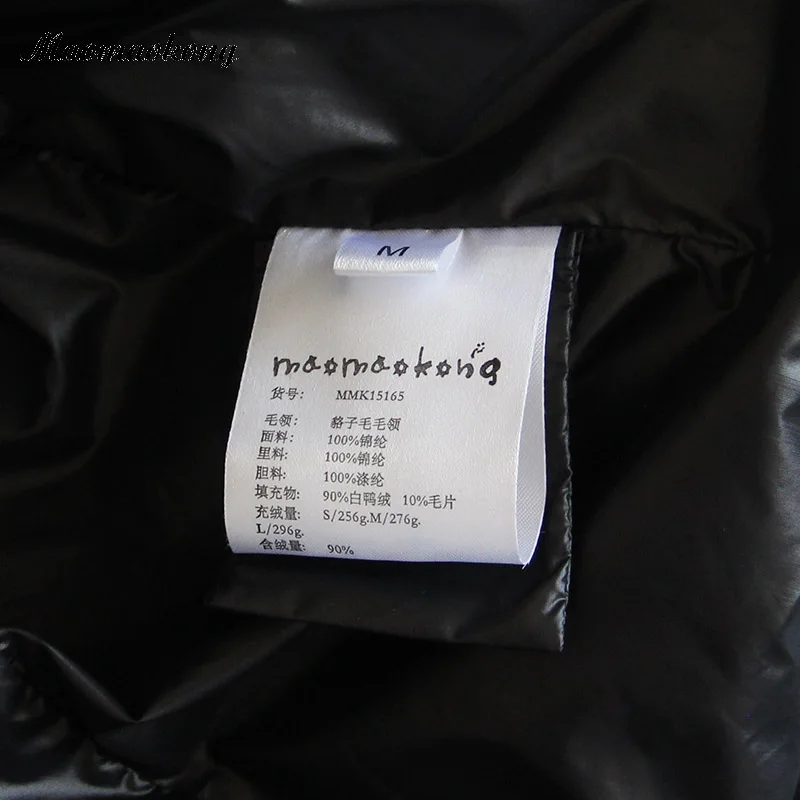 Maomaokong
M
maomaokong
货号: MMK15165
毛领: 貉子毛毛领
面料: 100%锦纶
里料: 100%锦纶
胆料: 100%涤纶
填充物: 90%白鸭绒 10%毛片
充绒量: S/256g.M/276g.
L/296g.
含绒量: 90%